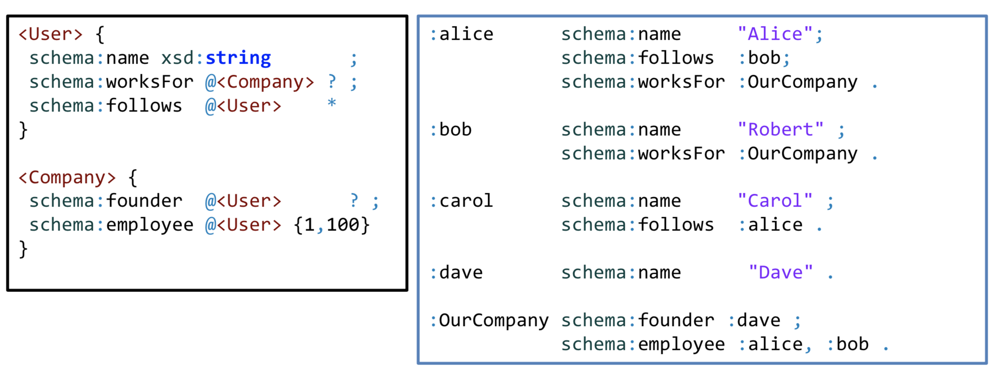 <User> {
schema:name xsd:string ;
schema:worksFor @<Company> ? ;
schema:follows @<User> *
}
<Company> {
schema:founder @<User> ? ;
schema:employee @<User> {1,100}
}
:alice schema:name "Alice";
schema:follows :bob;
schema:worksFor :OurCompany .
:bob schema:name "Robert" ;
schema:worksFor :OurCompany .
:carol schema:name "Carol" ;
schema:follows :alice .
:dave schema:name "Dave" .
:OurCompany schema:founder :dave ;
schema:employee :alice, :bob .